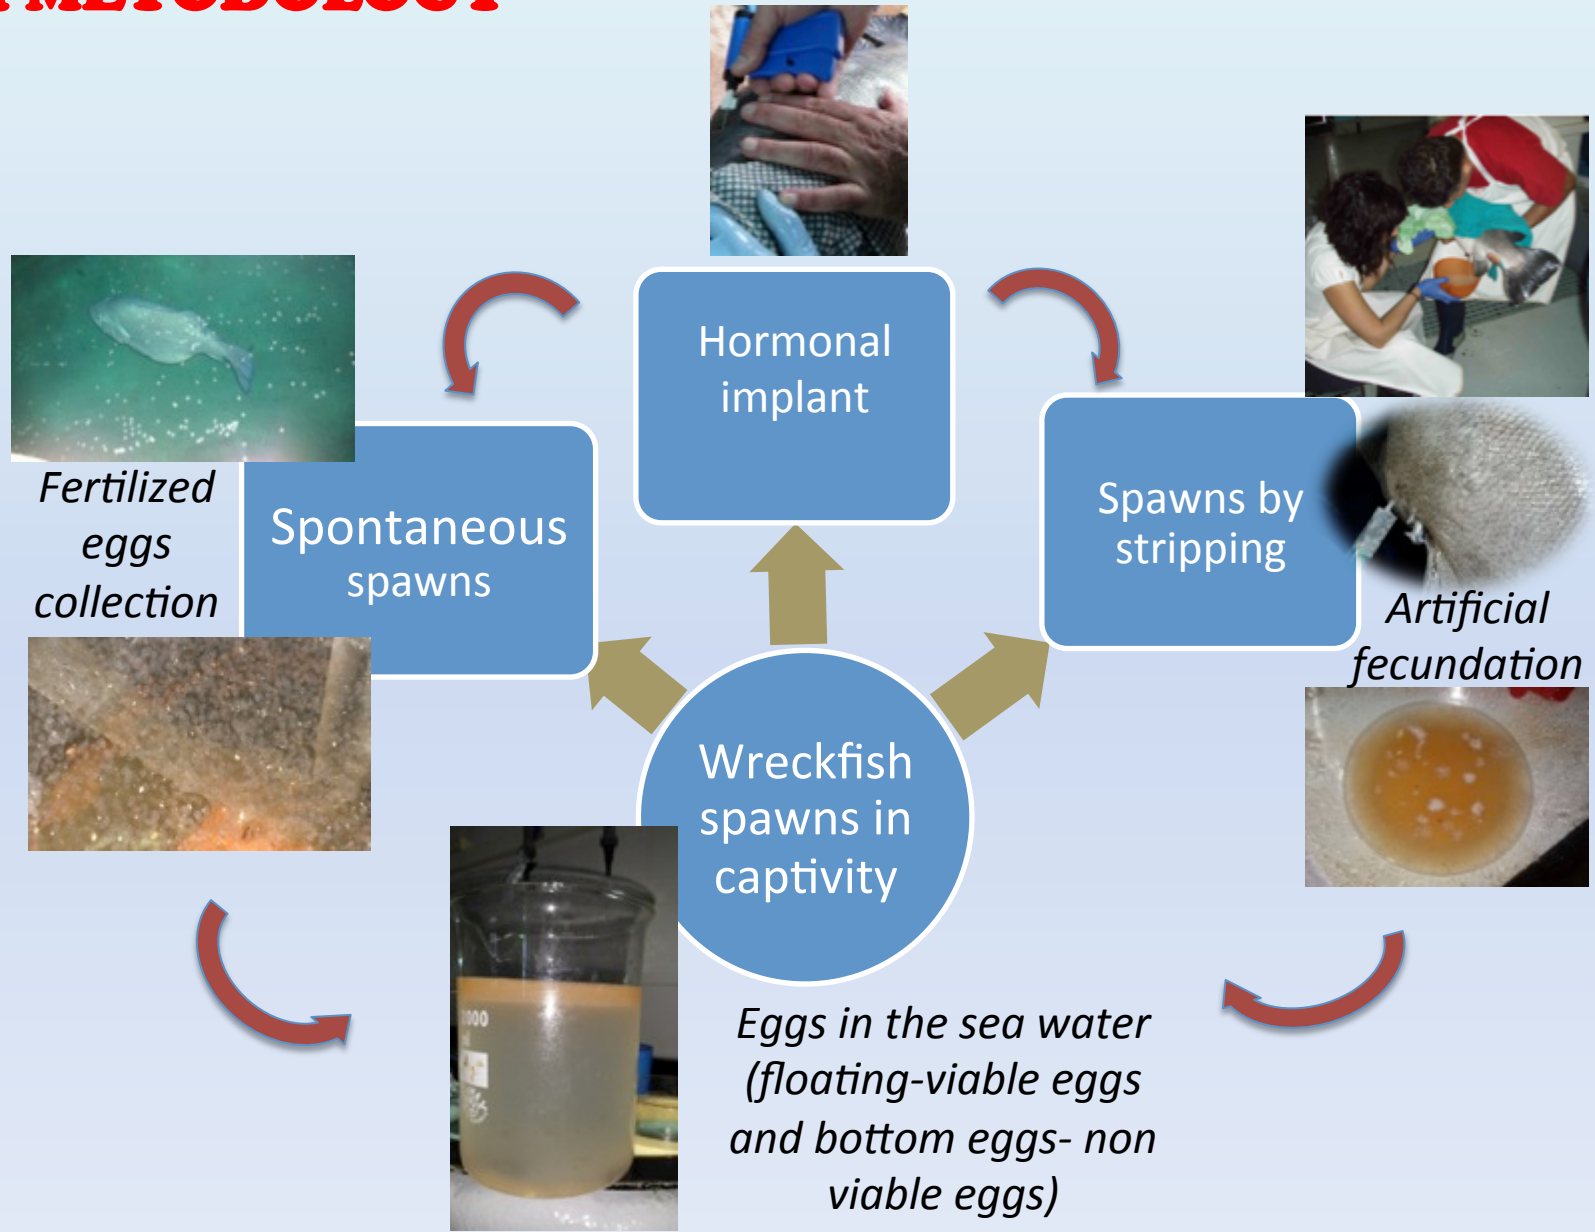 METODOLOGY
Hormonal
implant
Fertilized
eggs
collection
Spontaneous
spawns
Spawns by
stripping
Artificial
fecundation
Wreckfish
spawns in
captivity
Eggs in the sea water
(floating-viable eggs
and bottom eggs- non
viable eggs)